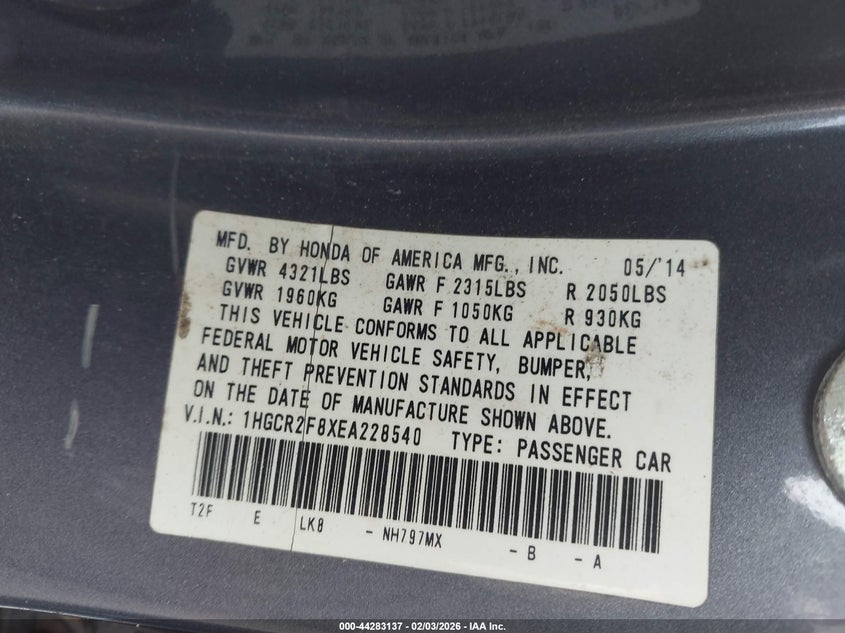 MFD. BY HONDA OF AMERICA MFG., INC. 05/'14
GVWR 4321LBS GAWR F 2315LBS R 2050LBS
GVWR 1960KG GAWR F 1050KG R 930KG
THIS VEHICLE CONFORMS TO ALL APPLICABLE
FEDERAL MOTOR VEHICLE SAFETY, BUMPER,
AND THEFT PREVENTION STANDARDS IN EFFECT
ON THE DATE OF MANUFACTURE SHOWN ABOVE.
V.I.N.: 1HGCR2F8XEA228540 TYPE: PASSENGER CAR
T2F E LK8 - NH797MX - B - A
000-44283137 - 02/03/2026 - IAA Inc.